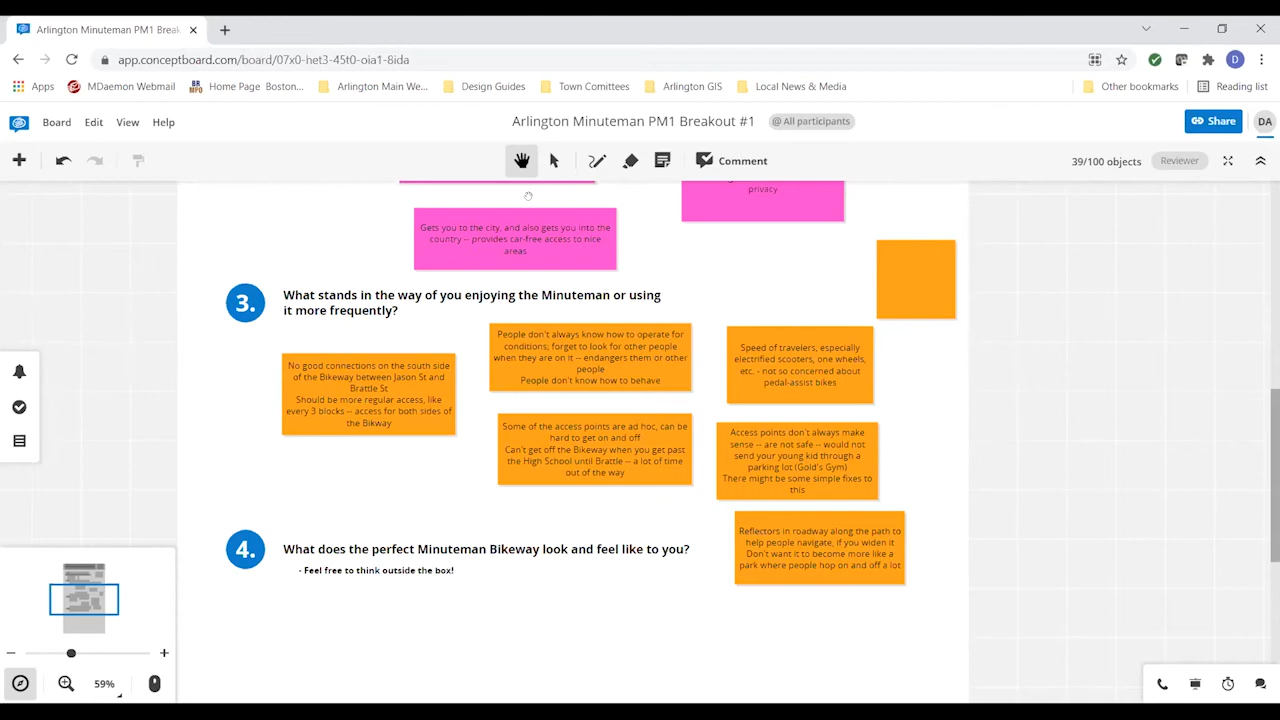 Arlington Minuteman PM1 Break
app.conceptboard.com/board/07x0-het3-45t0-oia1-8ida
D
Apps
MDaemon Webmail
BR MPO
Home Page Boston...
Arlington Main We...
Design Guides
Town Comittees
Arlington GIS
Local News & Media
Other bookmarks
Reading list
Board
Edit
View
Help
Arlington Minuteman PM1 Breakout #1
@ All participants
Share
DA
Comment
39/100 objects
Reviewer
privacy
Gets you to the city, and also gets you into the
country -- provides car-free access to nice
areas
3.
What stands in the way of you enjoying the Minuteman or using
it more frequently?
No good connections on the south side
of the Bikeway between Jason St and
Brattle St
Should be more regular access, like
every 3 blocks -- access for both sides of
the Bikway
People don't always know how to operate for
conditions; forget to look for other people
when they are on it -- endangers them or other
people
People don't know how to behave
Speed of travelers, especially
electrified scooters, one wheels,
etc. - not so concerned about
pedal-assist bikes
Some of the access points are ad hoc, can be
hard to get on and off
Can't get off the Bikeway when you get past
the High School until Brattle -- a lot of time
out of the way
Access points don't always make
sense -- are not safe -- would not
send your young kid through a
parking lot (Gold's Gym)
There might be some simple fixes to
this
4.
What does the perfect Minuteman Bikeway look and feel like to you?
- Feel free to think outside the box!
Reflectors in roadway along the path to
help people navigate, if you widen it
Don't want it to become more like a
park where people hop on and off a lot
59%